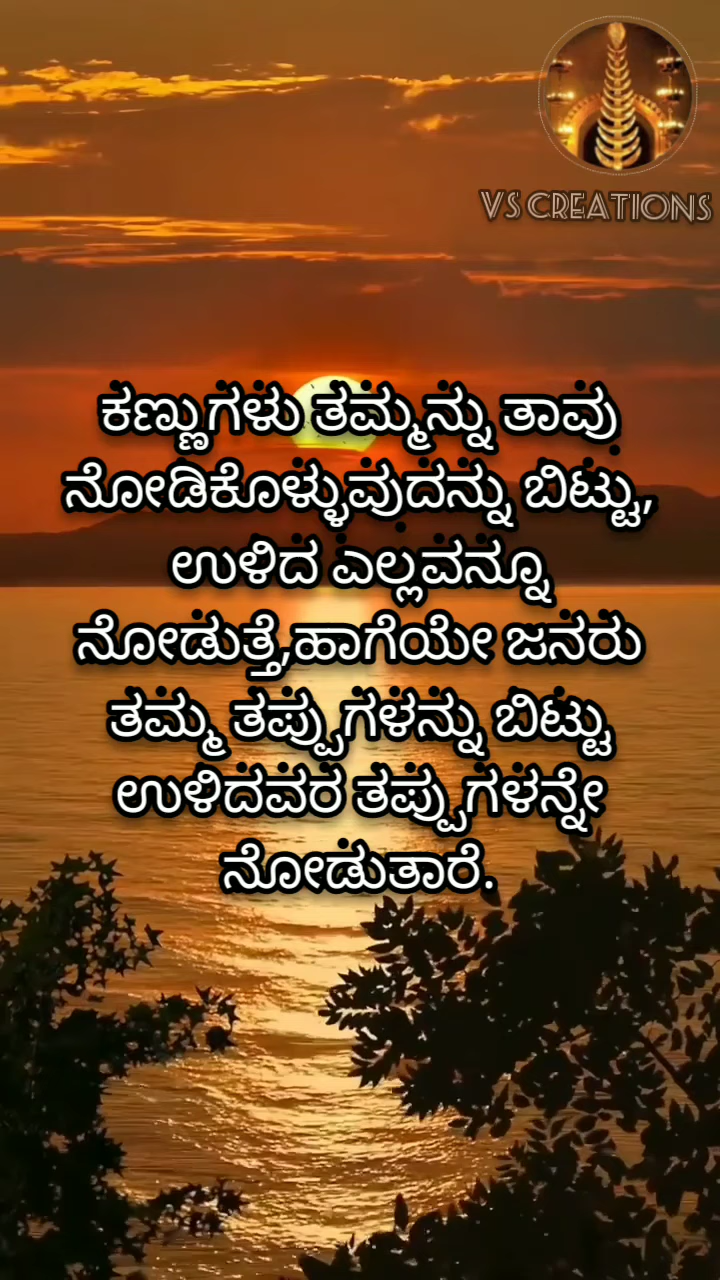 VS CREATIONS
ಕಣ್ಣುಗಳು ತಮ್ಮನ್ನು ತಾವು
ನೋಡಿಕೊಳ್ಳುವುದನ್ನು ಬಿಟ್ಟು,
ಉಳಿದ ಎಲ್ಲವನ್ನೂ
ನೋಡುತ್ತೆ,ಹಾಗೆಯೇ ಜನರು
ತಮ್ಮ ತಪ್ಪುಗಳನ್ನು ಬಿಟ್ಟು
ಉಳಿದವರ ತಪ್ಪುಗಳನ್ನೇ
ನೋಡುತಾರೆ.